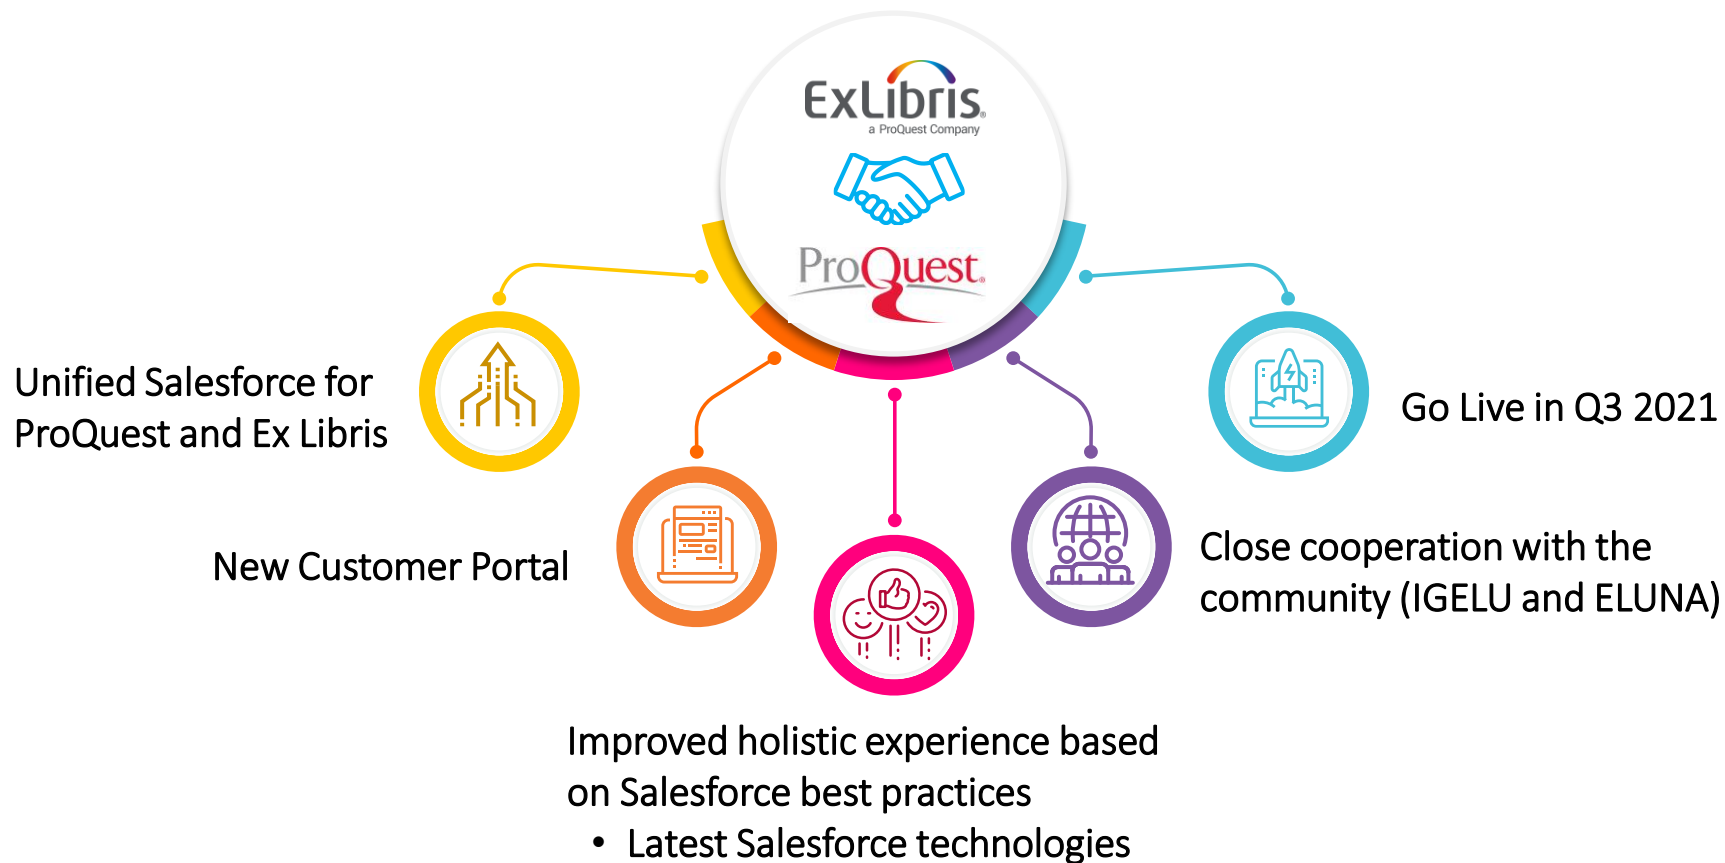 ExLibris®
a ProQuest Company
ProQuest®
Unified Salesforce for
ProQuest and Ex Libris
New Customer Portal
Improved holistic experience based
on Salesforce best practices
• Latest Salesforce technologies
Close cooperation with the
community (IGELU and ELUNA)
Go Live in Q3 2021